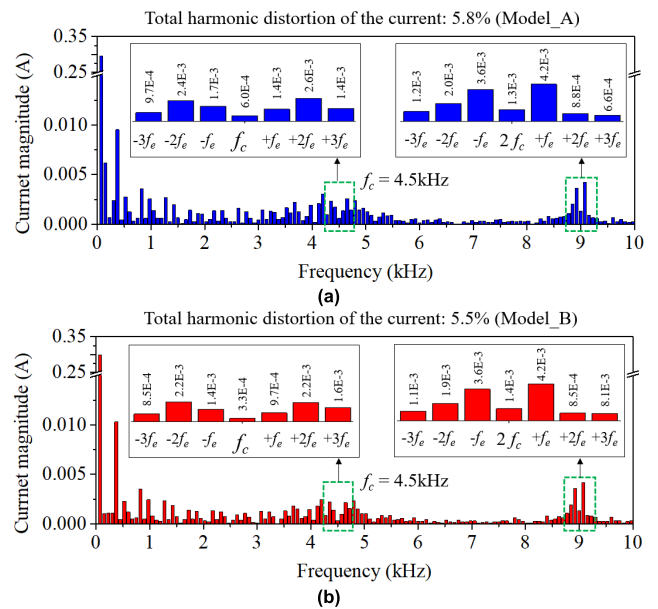 Total harmonic distortion of the current: 5.8% (Model_A)
Currnet magnitude (A)
0.35
0.25
0.010
0.005
0.000
9.7E-4
2.4E-3
1.7E-3
6.0E-4
1.4E-3
2.6E-3
1.4E-3
-3fe -2fe -fe fc +fe +2fe +3fe
1.2E-3
2.0E-3
3.6E-3
1.3E-3
4.2E-3
8.8E-4
6.6E-4
-3fe -2fe -fe 2 fc +fe +2fe +3fe
fc = 4.5kHz
0 1 2 3 4 5 6 7 8 9 10
Frequency (kHz)
(a)
Total harmonic distortion of the current: 5.5% (Model_B)
Currnet magnitude (A)
0.35
0.25
0.010
0.005
0.000
8.5E-4
2.2E-3
1.4E-3
3.3E-4
9.7E-4
2.2E-3
1.6E-3
-3fe -2fe -fe fc +fe +2fe +3fe
1.1E-3
1.9E-3
3.6E-3
1.4E-3
4.2E-3
8.5E-4
8.1E-3
-3fe -2fe -fe 2 fc +fe +2fe +3fe
fc = 4.5kHz
0 1 2 3 4 5 6 7 8 9 10
Frequency (kHz)
(b)